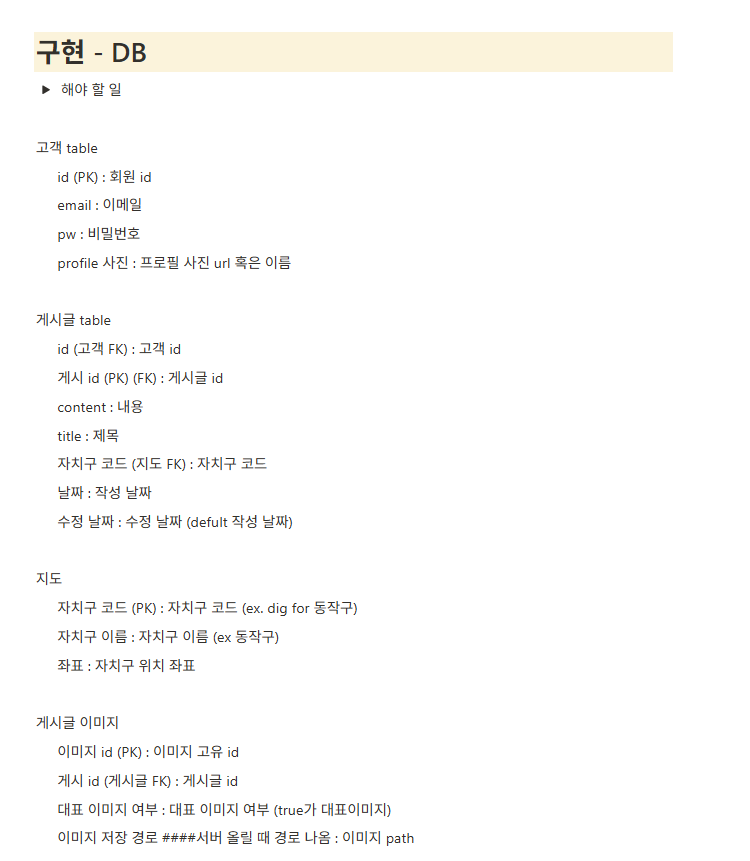 구현 - DB
해야 할 일
고객 table
id (PK) : 회원 id
email : 이메일
pw : 비밀번호
profile 사진 : 프로필 사진 url 혹은 이름
게시글 table
id (고객 FK) : 고객 id
게시 id (PK) (FK) : 게시글 id
content : 내용
title : 제목
자치구 코드 (지도 FK) : 자치구 코드
날짜 : 작성 날짜
수정 날짜 : 수정 날짜 (defult 작성 날짜)
지도
자치구 코드 (PK) : 자치구 코드 (ex. dig for 동작구)
자치구 이름 : 자치구 이름 (ex 동작구)
좌표 : 자치구 위치 좌표
게시글 이미지
이미지 id (PK) : 이미지 고유 id
게시 id (게시글 FK) : 게시글 id
대표 이미지 여부 : 대표 이미지 여부 (true가 대표이미지)
이미지 저장 경로 ####서버 올릴 때 경로 나옴 : 이미지 path